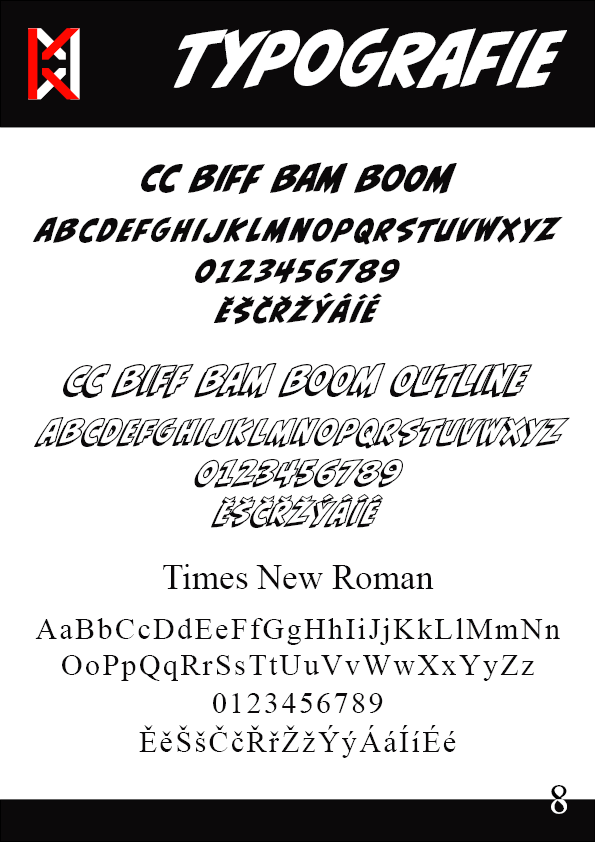 TYPOGRAFIE
CC BIFF BAM BOOM
ABCDEFGHIJKLMNOPQRSTUVWXYZ
0123456789
ĚŠČŘŽÝÁÍÉ
CC BIFF BAM BOOM OUTLINE
ABCDEFGHIJKLMNOPQRSTUVWXYZ
0123456789
ĚŠČŘŽÝÁÍÉ
Times New Roman
AaBbCcDdEeFfGgHhIiJjKkLlMmNn
OoPpQqRrSsTtUuVvWwXxYyZz
0123456789
ĚěŠšČčŘřŽžÝýÁáÍíÉé
8